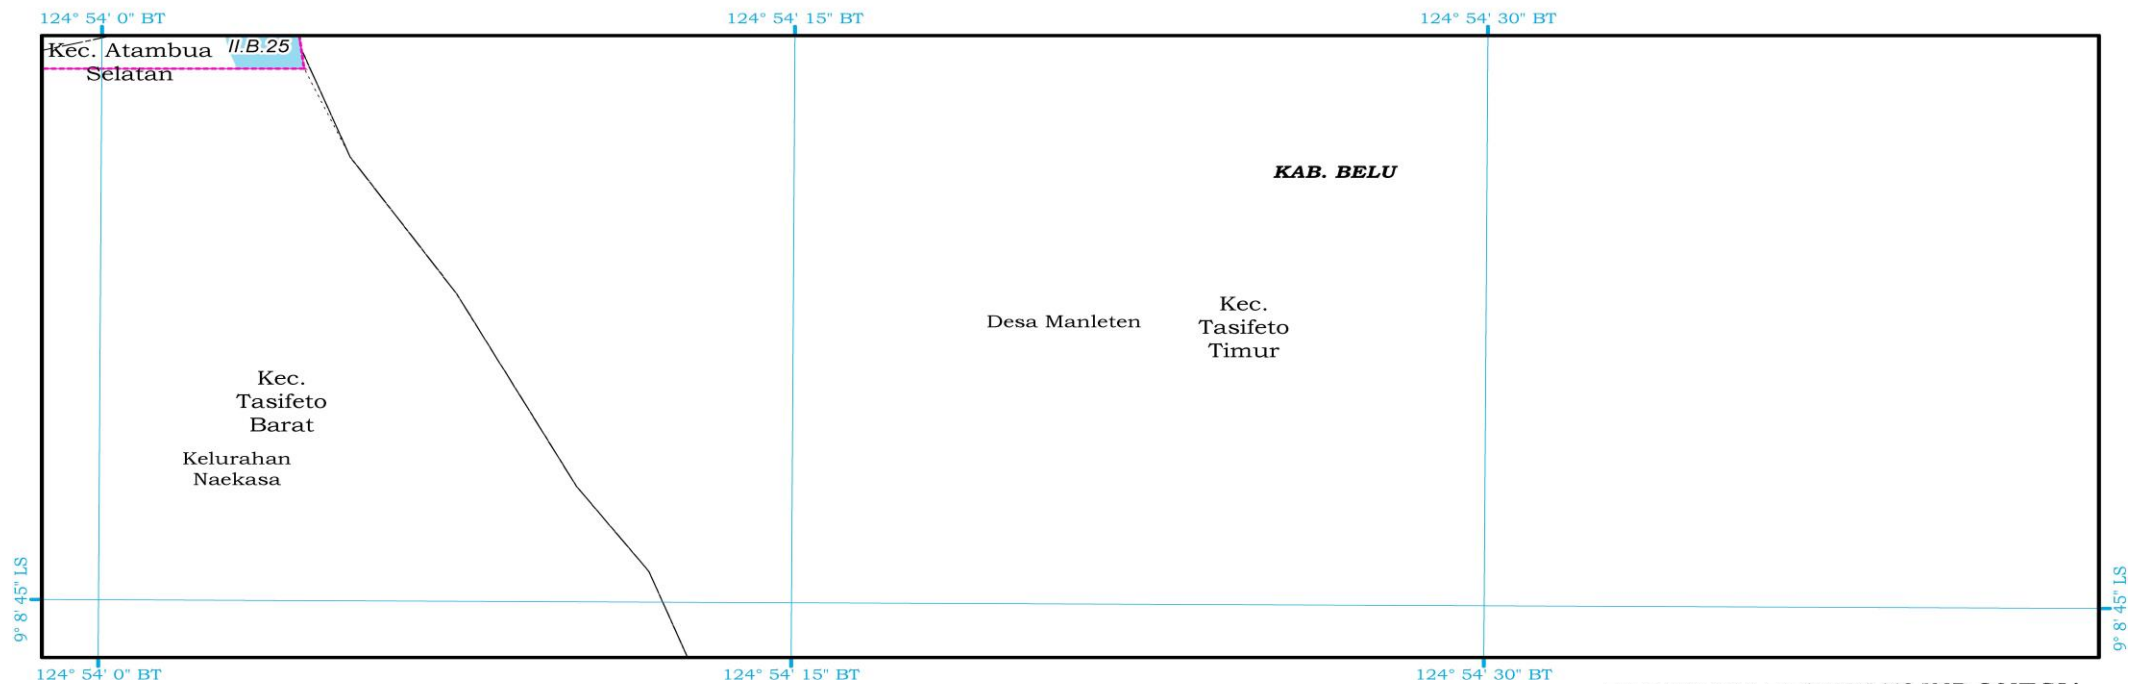 124° 54' 0" BT
124° 54' 15" BT
124° 54' 30" BT
Kec. Atambua
Selatan
II.B.25
KAB. BELU
Kec.
Tasifeto
Timur
Desa Manleten
Kec.
Tasifeto
Barat
Kelurahan
Naekasa
9° 8' 45" LS
9° 8' 45" LS
124° 54' 0" BT
124° 54' 15" BT
124° 54' 30" BT